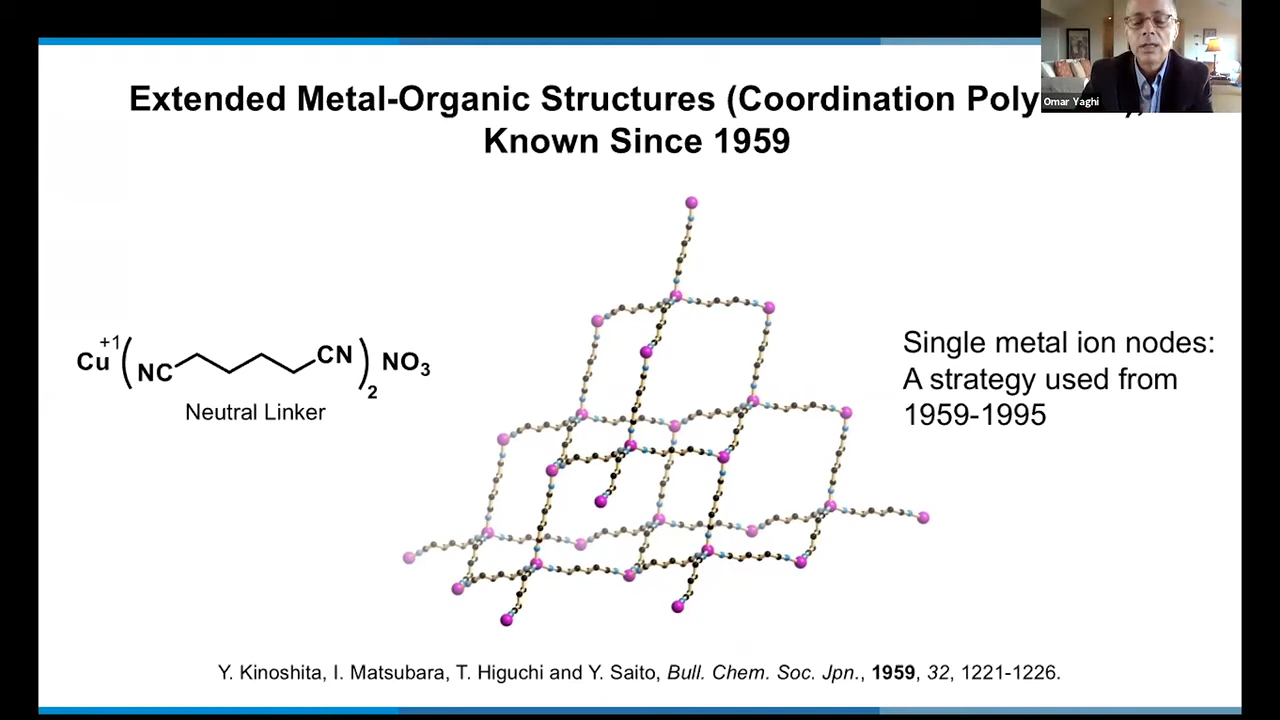 Extended Metal-Organic Structures (Coordination Poly
Known Since 1959
Omar Yaghi
Cu+1(NC CN)2 NO3
Neutral Linker
Single metal ion nodes:
A strategy used from
1959-1995
Y. Kinoshita, I. Matsubara, T. Higuchi and Y. Saito, Bull. Chem. Soc. Jpn., 1959, 32, 1221-1226.